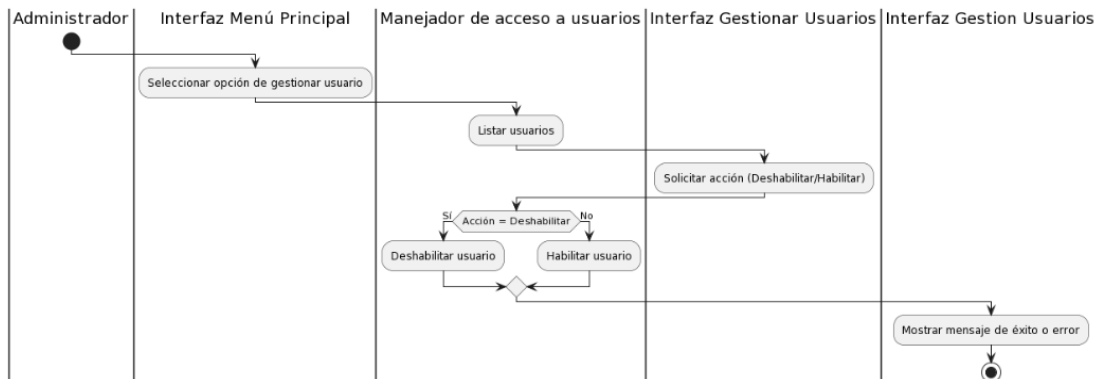 Administrador
Interfaz Menú Principal
Manejador de acceso a usuarios
Interfaz Gestionar Usuarios
Interfaz Gestion Usuarios
Seleccionar opción de gestionar usuario
Listar usuarios
Solicitar acción (Deshabilitar/Habilitar)
Sí
Acción = Deshabilitar
No
Deshabilitar usuario
Habilitar usuario
Mostrar mensaje de éxito o error